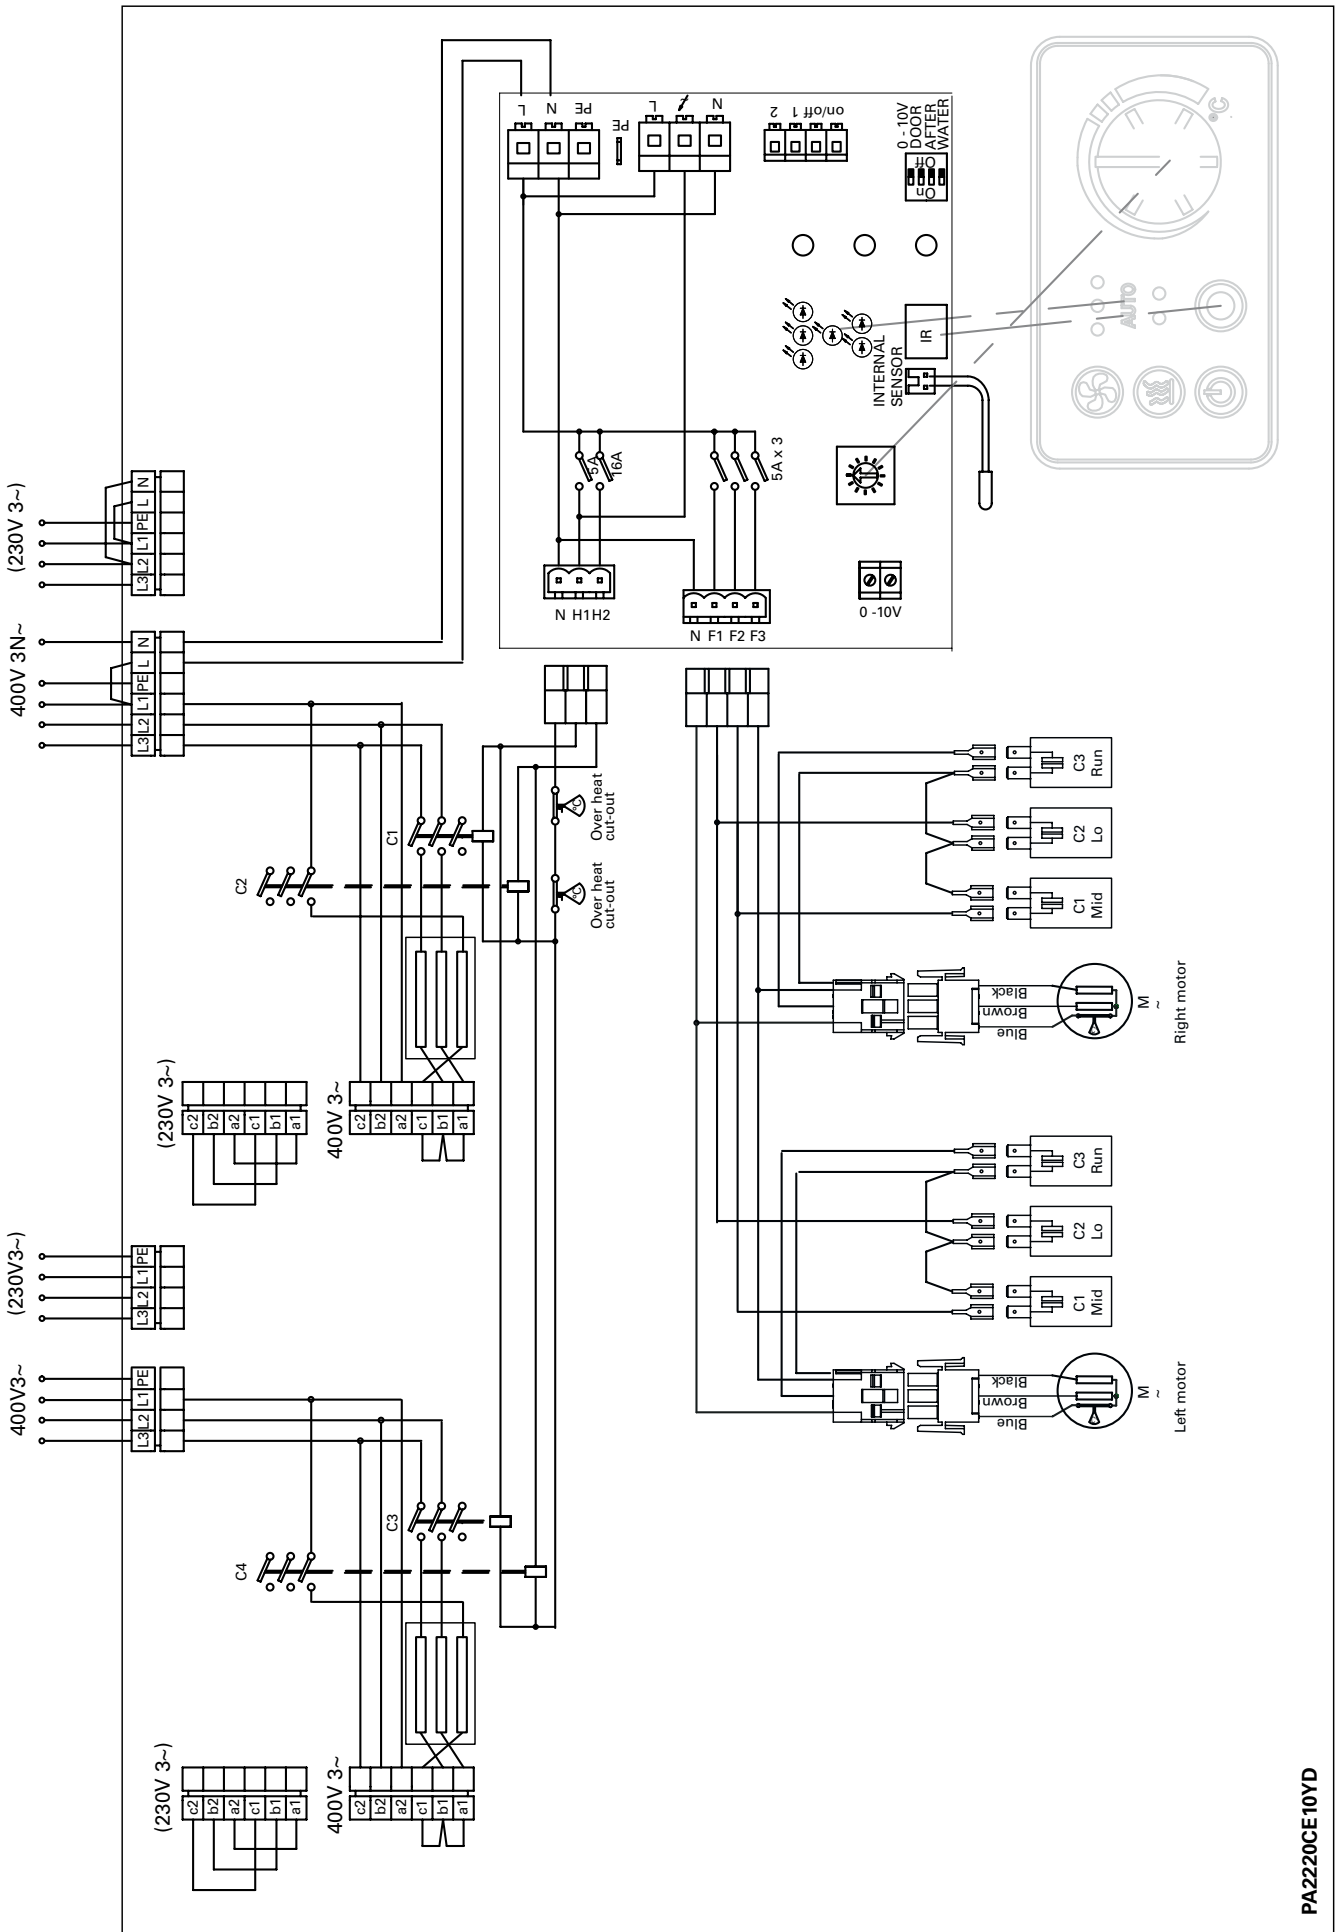 (230V 3~)
L3 L2 L1 PE L N
400V 3N~
L3 L2 L1 PE L N
L
N
PE
PE
L
N
2
1
on/off
0 - 10V
DOOR
AFTER
WATER
Off
On
°C
AUTO
IR
INTERNAL
SENSOR
5A
16A
5A x 3
N H1 H2
N F1 F2 F3
0 -10V
C1
C2
°C
Over heat
cut-out
°C
Over heat
cut-out
(230V 3~)
c2
b2
a2
c1
b1
a1
400V 3~
c2
b2
a2
c1
b1
a1
C3
Run
C2
Lo
C1
Mid
Black
Brown
Blue
M
~
Right motor
(230V3~)
L3 L2 L1 PE
400V3~
L3 L2 L1 PE
C3
C4
(230V 3~)
c2
b2
a2
c1
b1
a1
400V 3~
c2
b2
a2
c1
b1
a1
C3
Run
C2
Lo
C1
Mid
Black
Brown
Blue
M
~
Left motor
PA2220CE10YD